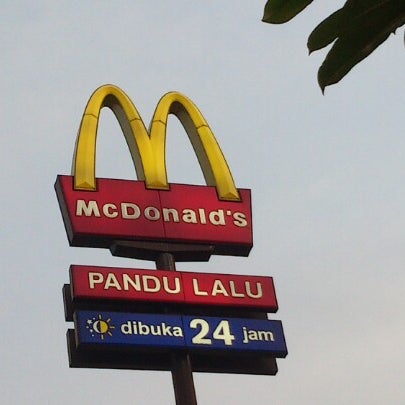 McDonald's
PANDU LALU
dibuka 24 jam